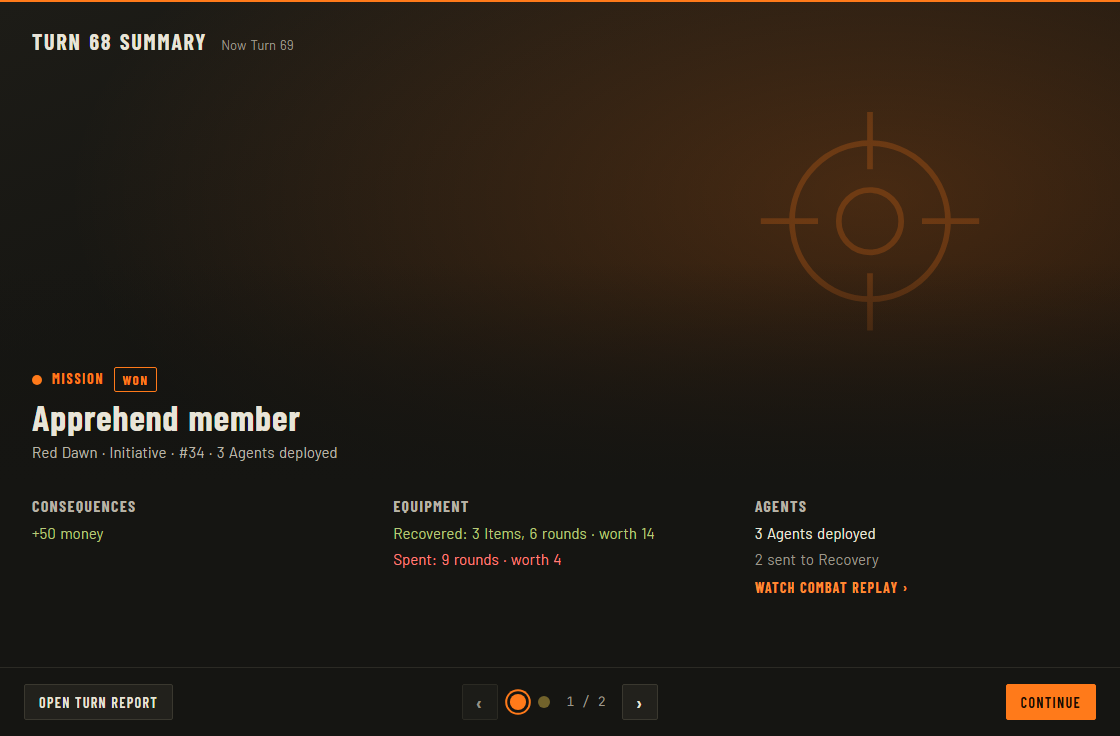 TURN 68 SUMMARY Now Turn 69
MISSION WON
Apprehend member
Red Dawn · Initiative · #34 · 3 Agents deployed
CONSEQUENCES
+50 money
EQUIPMENT
Recovered: 3 Items, 6 rounds · worth 14
Spent: 9 rounds · worth 4
AGENTS
3 Agents deployed
2 sent to Recovery
WATCH COMBAT REPLAY ›
OPEN TURN REPORT
‹ 1 / 2 ›
CONTINUE